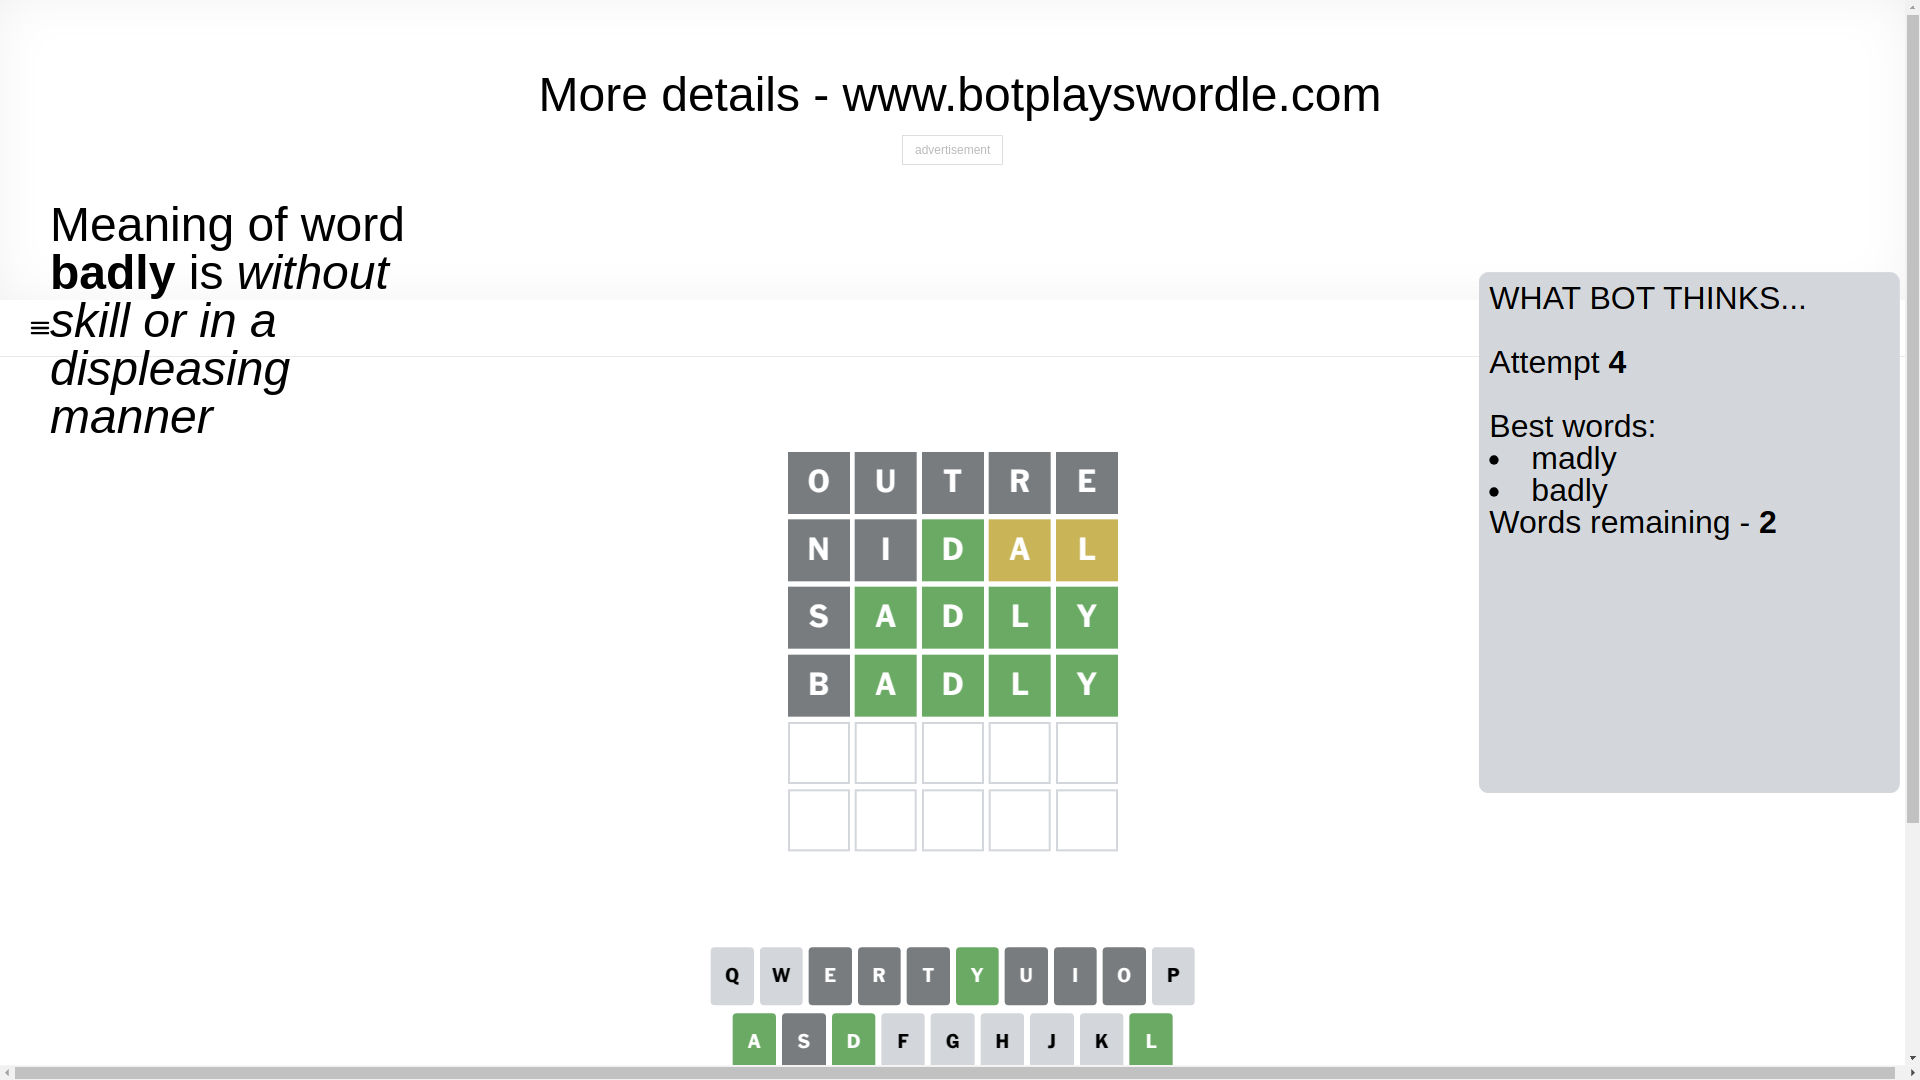 More details - www.botplayswordle.com
advertisement
Meaning of word
badly is without
skill or in a
displeasing
manner
WHAT BOT THINKS...
Attempt 4
Best words:
• madly
• badly
Words remaining - 2
O U T R E
N I D A L
S A D L Y
B A D L Y
Q W E R T Y U I O P
A S D F G H J K L